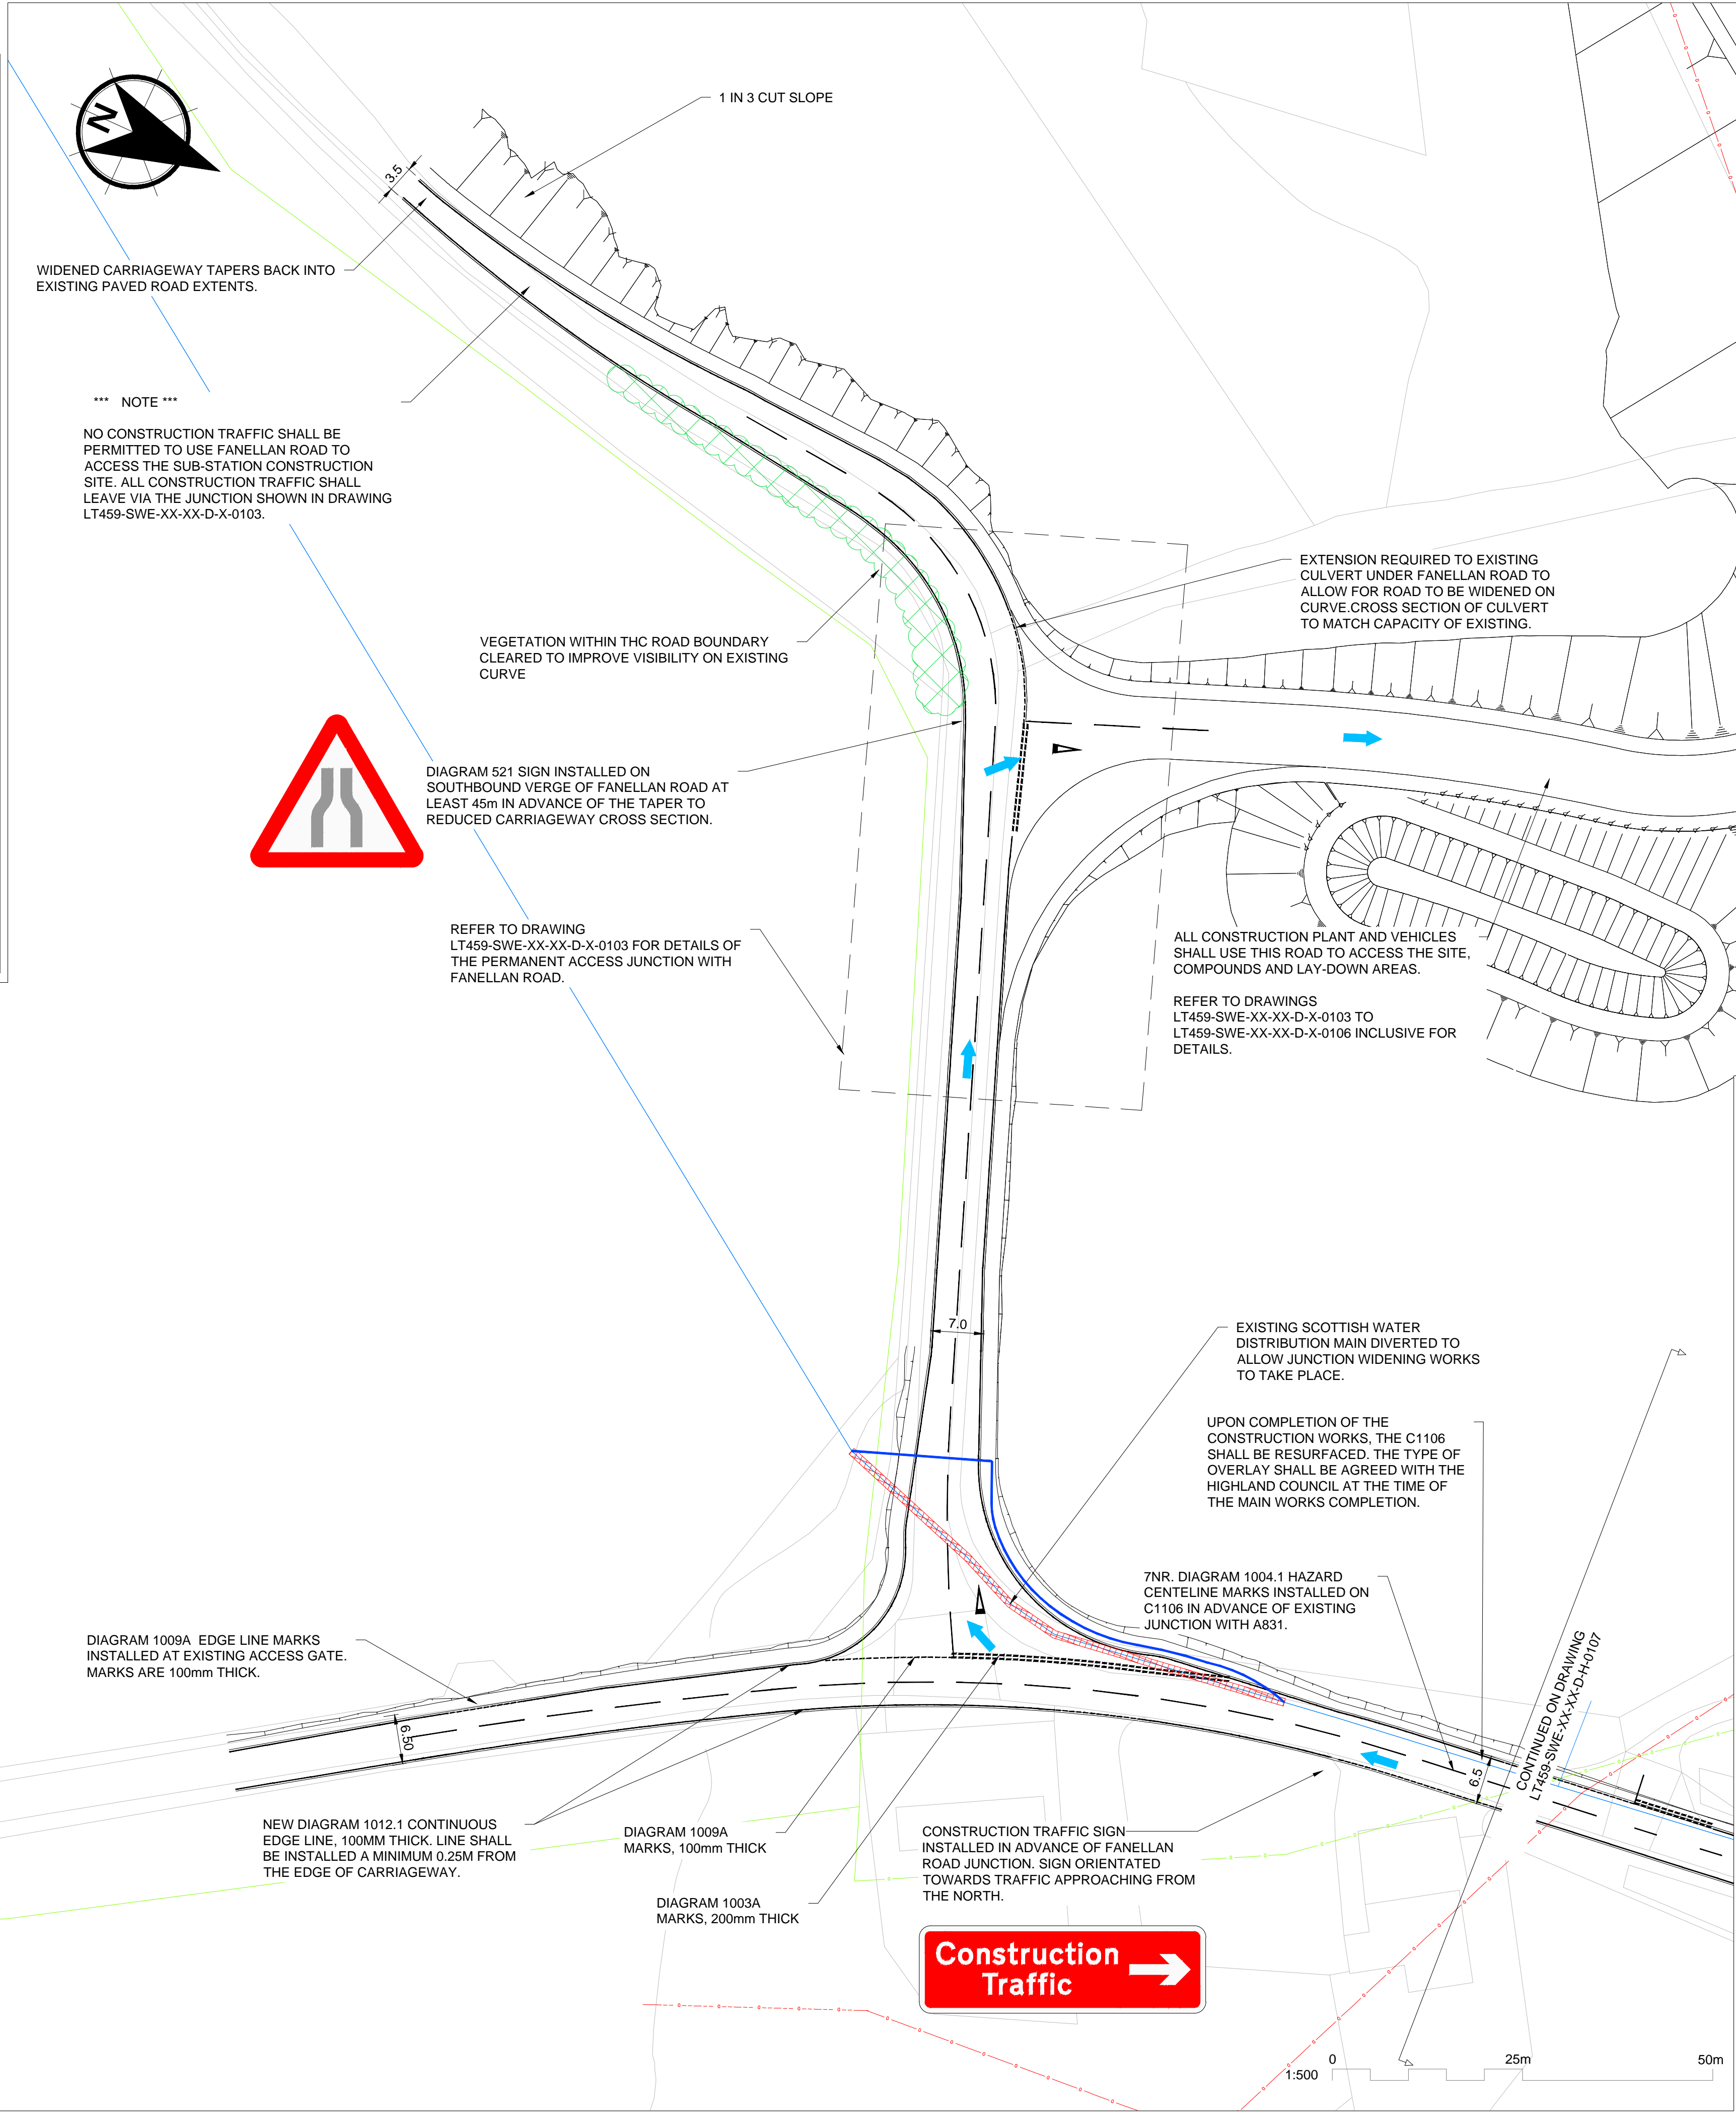 N
1 IN 3 CUT SLOPE
3.5
WIDENED CARRIAGEWAY TAPERS BACK INTO
EXISTING PAVED ROAD EXTENTS.
*** NOTE ***
NO CONSTRUCTION TRAFFIC SHALL BE
PERMITTED TO USE FANELLAN ROAD TO
ACCESS THE SUB-STATION CONSTRUCTION
SITE. ALL CONSTRUCTION TRAFFIC SHALL
LEAVE VIA THE JUNCTION SHOWN IN DRAWING
LT459-SWE-XX-XX-D-X-0103.
EXTENSION REQUIRED TO EXISTING
CULVERT UNDER FANELLAN ROAD TO
ALLOW FOR ROAD TO BE WIDENED ON
CURVE.CROSS SECTION OF CULVERT
TO MATCH CAPACITY OF EXISTING.
VEGETATION WITHIN THC ROAD BOUNDARY
CLEARED TO IMPROVE VISIBILITY ON EXISTING
CURVE
DIAGRAM 521 SIGN INSTALLED ON
SOUTHBOUND VERGE OF FANELLAN ROAD AT
LEAST 45m IN ADVANCE OF THE TAPER TO
REDUCED CARRIAGEWAY CROSS SECTION.
REFER TO DRAWING
LT459-SWE-XX-XX-D-X-0103 FOR DETAILS OF
THE PERMANENT ACCESS JUNCTION WITH
FANELLAN ROAD.
ALL CONSTRUCTION PLANT AND VEHICLES
SHALL USE THIS ROAD TO ACCESS THE SITE,
COMPOUNDS AND LAY-DOWN AREAS.
REFER TO DRAWINGS
LT459-SWE-XX-XX-D-X-0103 TO
LT459-SWE-XX-XX-D-X-0106 INCLUSIVE FOR
DETAILS.
7.0
EXISTING SCOTTISH WATER
DISTRIBUTION MAIN DIVERTED TO
ALLOW JUNCTION WIDENING WORKS
TO TAKE PLACE.
UPON COMPLETION OF THE
CONSTRUCTION WORKS, THE C1106
SHALL BE RESURFACED. THE TYPE OF
OVERLAY SHALL BE AGREED WITH THE
HIGHLAND COUNCIL AT THE TIME OF
THE MAIN WORKS COMPLETION.
7NR. DIAGRAM 1004.1 HAZARD
CENTELINE MARKS INSTALLED ON
C1106 IN ADVANCE OF EXISTING
JUNCTION WITH A831.
DIAGRAM 1009A EDGE LINE MARKS
INSTALLED AT EXISTING ACCESS GATE.
MARKS ARE 100mm THICK.
6.50
6.5
CONTINUED ON DRAWING
LT459-SWE-XX-XX-D-H-0107
NEW DIAGRAM 1012.1 CONTINUOUS
EDGE LINE, 100MM THICK. LINE SHALL
BE INSTALLED A MINIMUM 0.25M FROM
THE EDGE OF CARRIAGEWAY.
DIAGRAM 1009A
MARKS, 100mm THICK
DIAGRAM 1003A
MARKS, 200mm THICK
CONSTRUCTION TRAFFIC SIGN
INSTALLED IN ADVANCE OF FANELLAN
ROAD JUNCTION. SIGN ORIENTATED
TOWARDS TRAFFIC APPROACHING FROM
THE NORTH.
Construction
Traffic
0 25m 50m
1:500